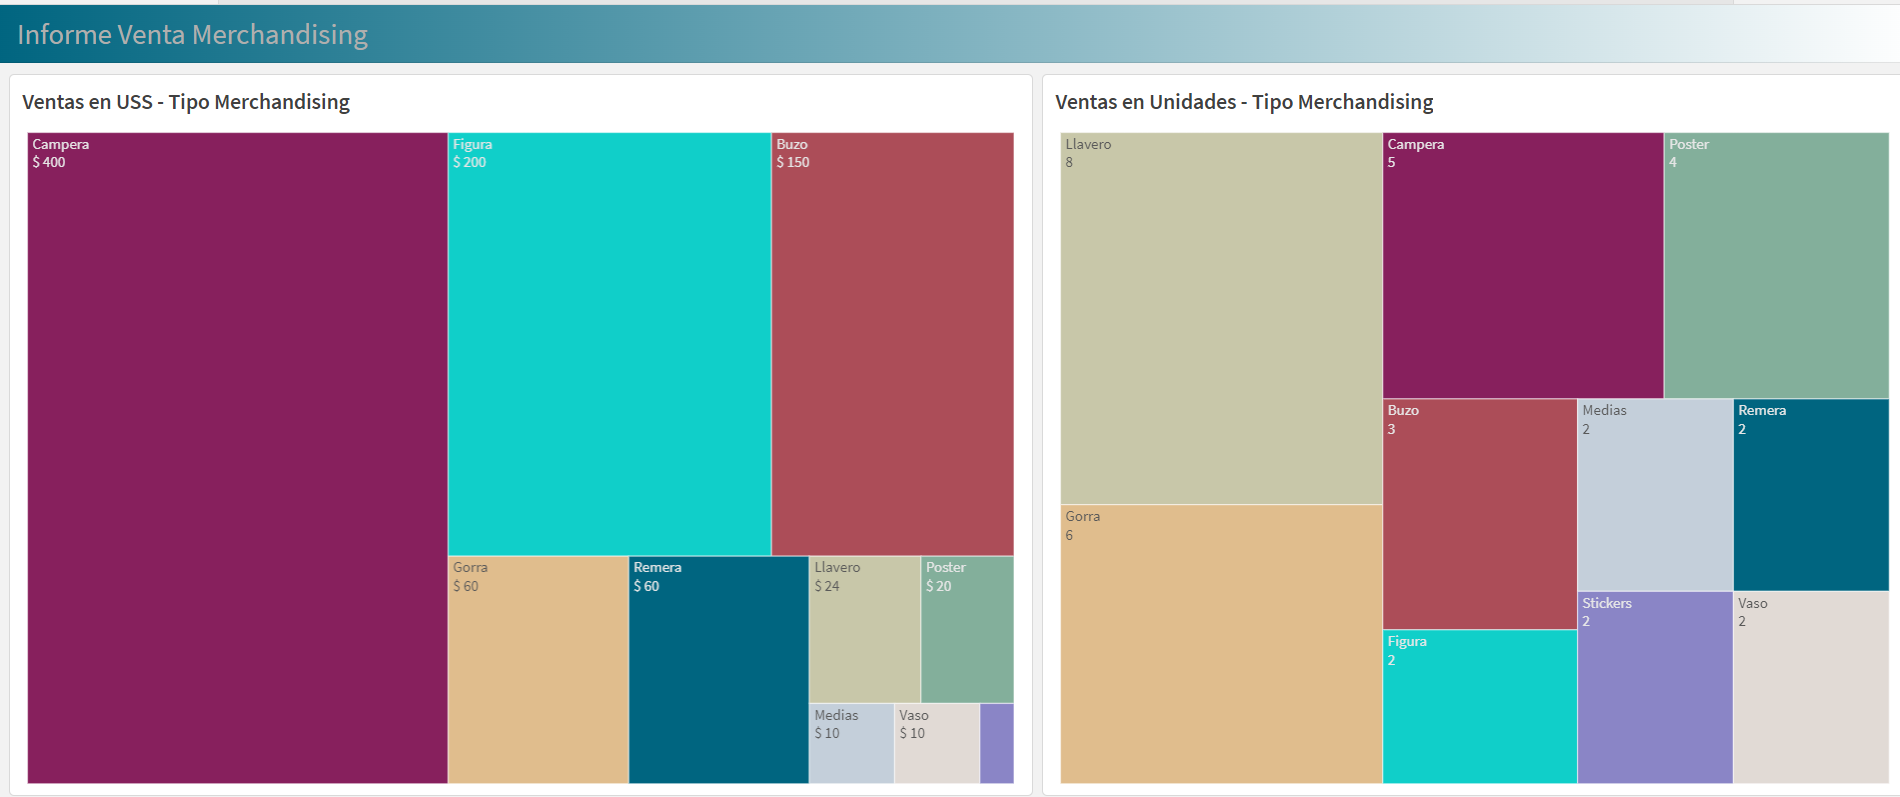 Informe Venta Merchandising
Ventas en USS - Tipo Merchandising
Campera
$ 400
Figura
$ 200
Buzo
$ 150
Gorra
$ 60
Remera
$ 60
Llavero
$ 24
Poster
$ 20
Medias
$ 10
Vaso
$ 10
Ventas en Unidades - Tipo Merchandising
Llavero
8
Campera
5
Poster
4
Gorra
6
Buzo
3
Medias
2
Remera
2
Figura
2
Stickers
2
Vaso
2